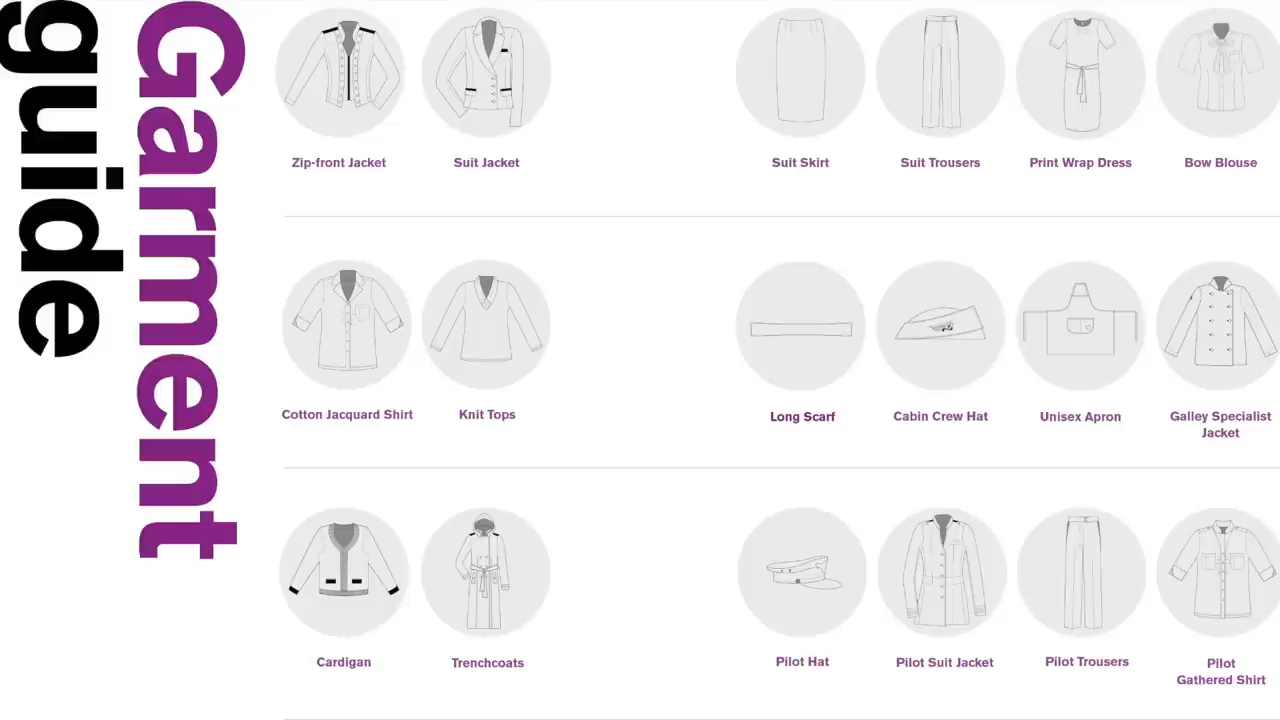 Garment
guide
Zip-front Jacket
Suit Jacket
Suit Skirt
Suit Trousers
Print Wrap Dress
Bow Blouse
Cotton Jacquard Shirt
Knit Tops
Long Scarf
Cabin Crew Hat
Unisex Apron
Galley Specialist
Jacket
Cardigan
Trenchcoats
Pilot Hat
Pilot Suit Jacket
Pilot Trousers
Pilot
Gathered Shirt